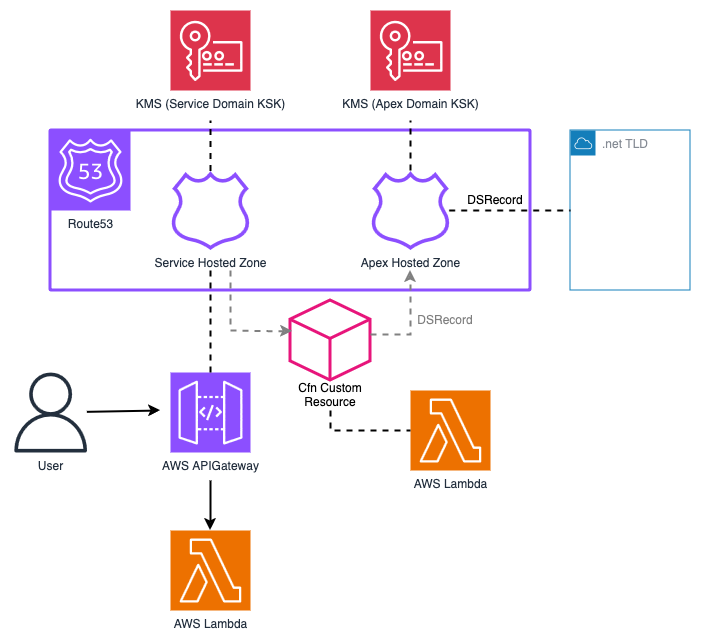 KMS (Service Domain KSK)
KMS (Apex Domain KSK)
53
.net TLD
DSRecord
Route53
Service Hosted Zone
Apex Hosted Zone
DSRecord
Cfn Custom
Resource
</>
User
AWS APIGateway
AWS Lambda
AWS Lambda